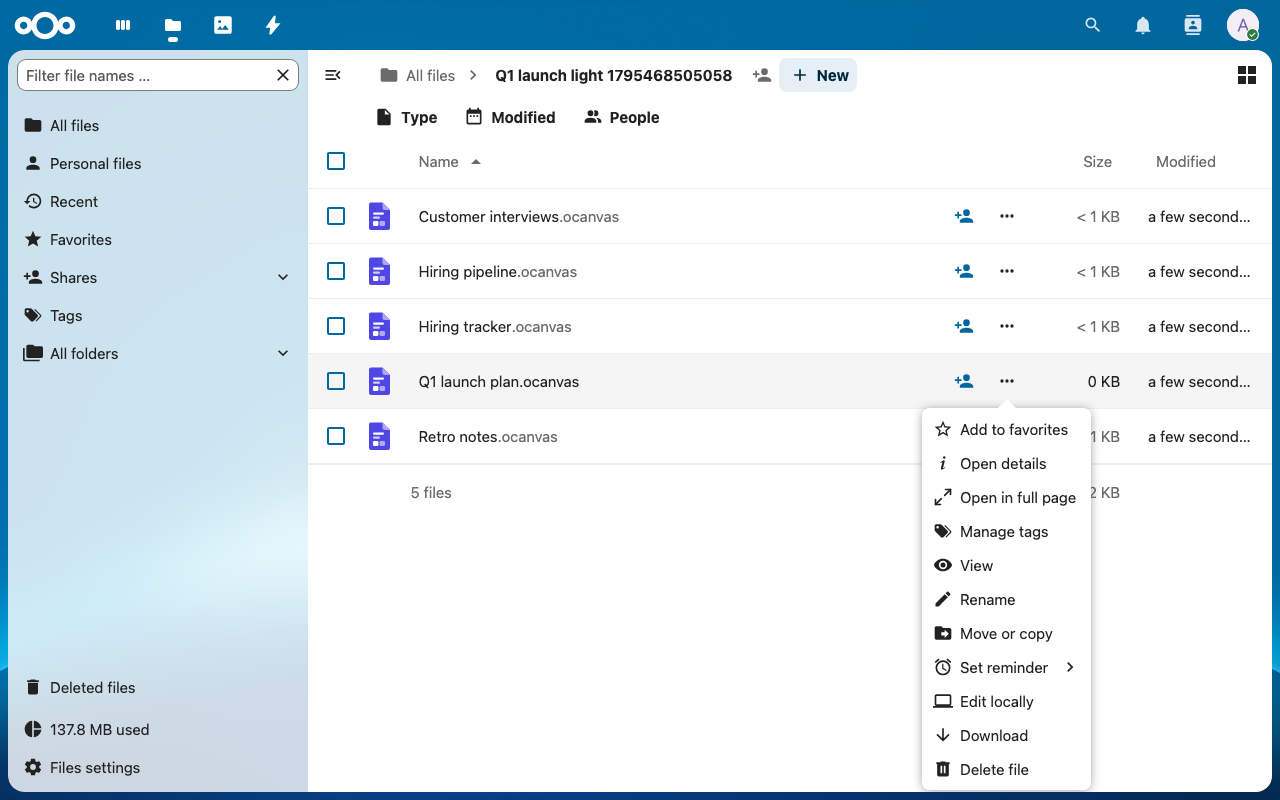 A
Filter file names ...
All files
Personal files
Recent
Favorites
Shares
Tags
All folders
Deleted files
137.8 MB used
Files settings
All files
Q1 launch light 1795468505058
New
Type
Modified
People
Name
Size
Modified
Customer interviews.ocanvas
< 1 KB
a few second...
Hiring pipeline.ocanvas
< 1 KB
a few second...
Hiring tracker.ocanvas
< 1 KB
a few second...
Q1 launch plan.ocanvas
0 KB
a few second...
Retro notes.ocanvas
1 KB
a few second...
5 files
2 KB
Add to favorites
Open details
Open in full page
Manage tags
View
Rename
Move or copy
Set reminder
Edit locally
Download
Delete file